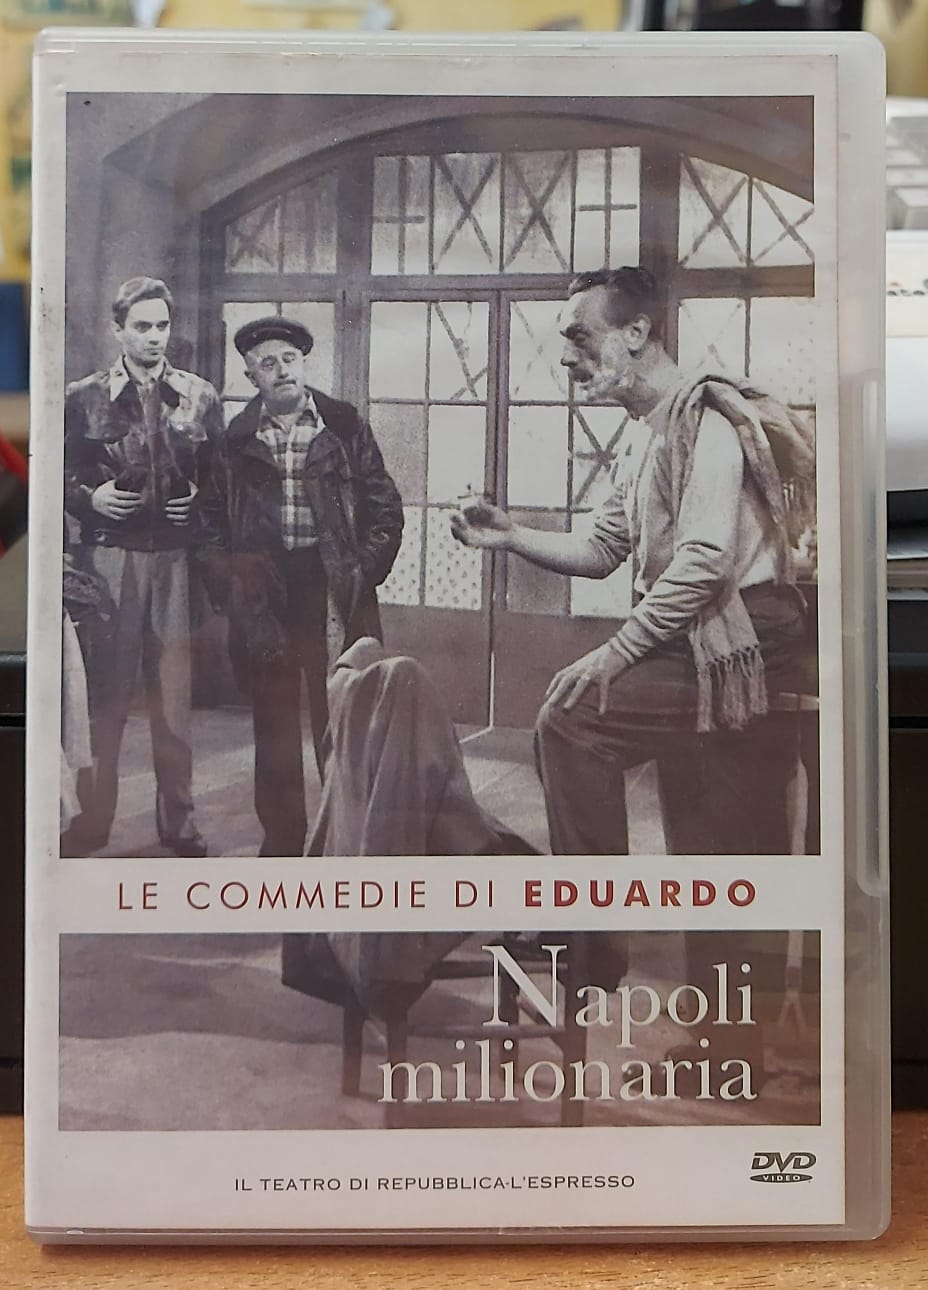 LE COMMEDIE DI EDUARDO
Napoli
milionaria
IL TEATRO DI REPUBBLICA-L'ESPRESSO
DVD
VIDEO